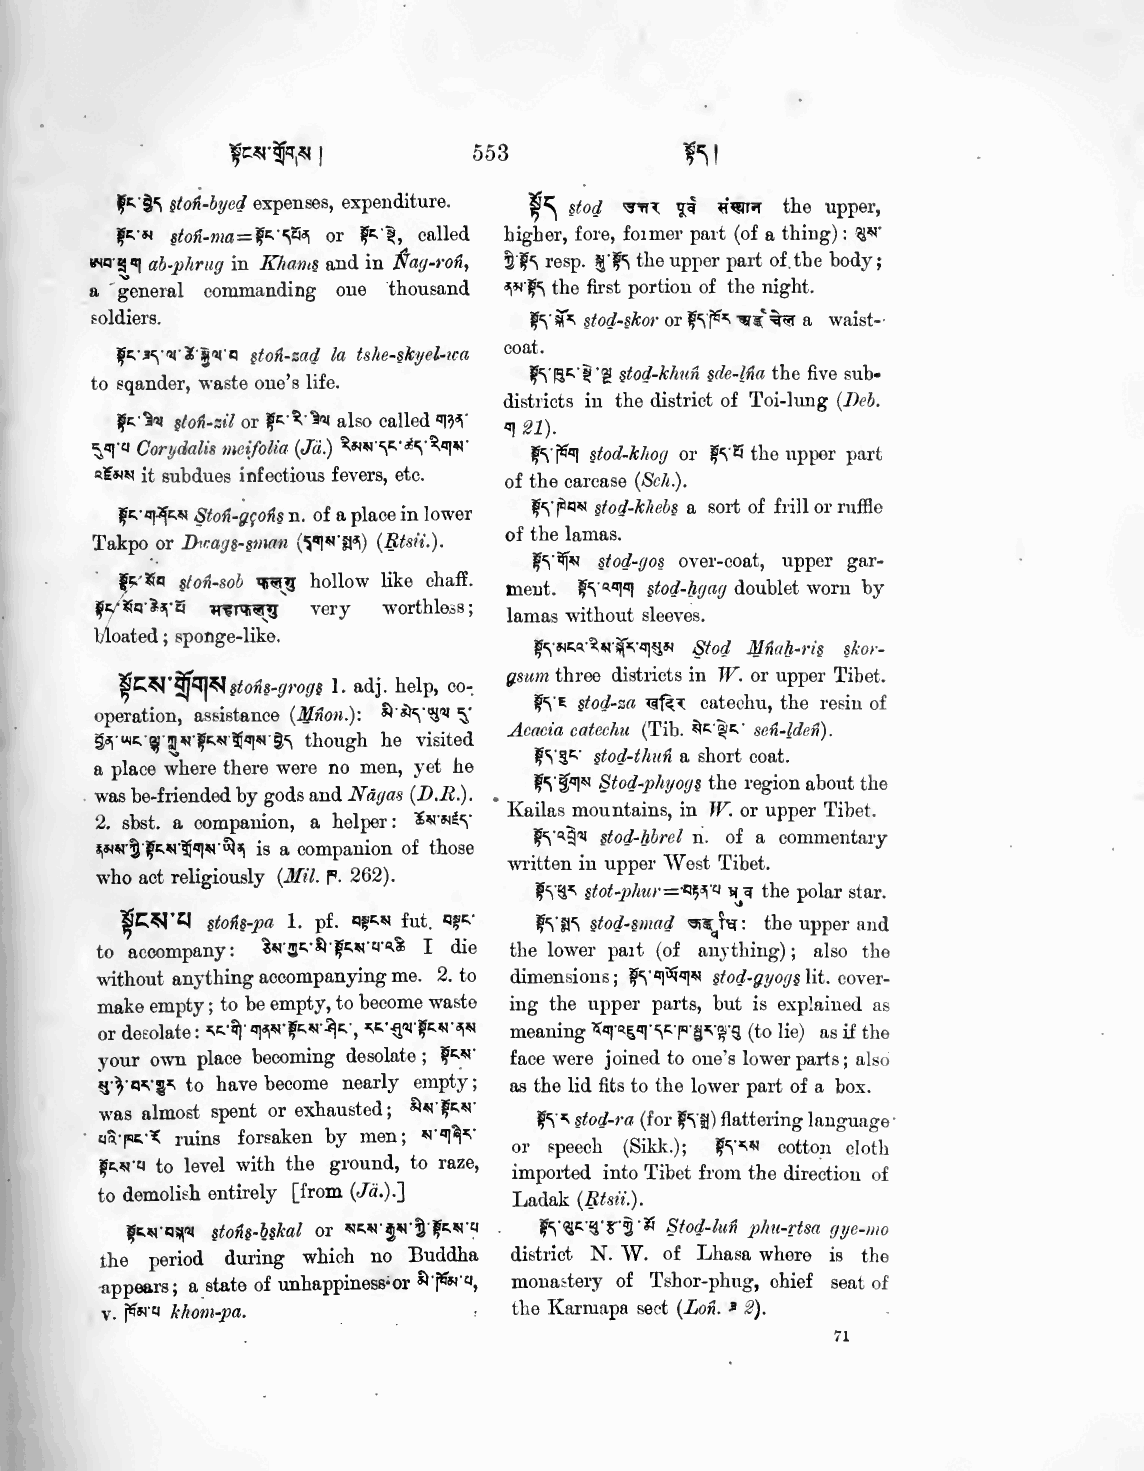 སྟོངས་གྲོགས། 553 སྟོད།
སྟོང་བྱེད stoṅ-byed expenses, expenditure.
སྟོང་མ stoṅ-ma=སྟོང་དཔོན or སྟོང་སྡེ, called
ཨབ་ཕྲུག ab-phrug in Khams and in Ñag-roṅ,
a general commanding one thousand
soldiers.
སྟོང་ཟད་ལ་ཚེ་སྐྱེལ་བ stoṅ-zad la tshe-skyel-wa
to sqander, waste one's life.
སྟོང་ཟིལ stoṅ-zil or སྟོང་རི་ཟིལ also called གཉན་
དུག་པ Corydalis meifolia (Jä.) རིམས་དང་ཚད་རིགས་
འཇོམས it subdues infectious fevers, etc.
སྟོང་གཤོངས Stoṅ-gçoṅs n. of a place in lower
Takpo or Dwags-sman (དྭགས་སྨན) (Rtsii.).
སྟོང་སོབ stoṅ-sob फल्गु hollow like chaff.
སྟོང་སོབ་ཆེན་པོ महाफल्गु very worthless;
bloated; sponge-like.
སྟོངས་གྲོགས stoṅs-grogs 1. adj. help, co-
operation, assistance (Mṅon.): མི་མེད་ཡུལ་དུ་
ཕྱིན་ཡང་ལྷ་ཀླུས་སྟོངས་གྲོགས་བྱེད though he visited
a place where there were no men, yet he
was be-friended by gods and Nāgas (D.R.).
2. sbst. a companion, a helper: ཆོས་མཛད་
རྣམས་ཀྱི་སྟོངས་གྲོགས་ཡིན is a companion of those
who act religiously (Mil. ཁ. 262).
སྟོངས་པ stoṅs-pa 1. pf. བསྟངས fut. བསྟང་
to accompany: ཅིས་ཀྱང་མི་སྟོངས་པ་འཆི I die
without anything accompanying me. 2. to
make empty; to be empty, to become waste
or desolate: རང་གི་གནས་སྟོངས་ཤིང་, རང་ཡུལ་སྟོངས་ནས
your own place becoming desolate; སྟོངས་
སུ་ཉེ་བར་གྱུར to have become nearly empty;
was almost spent or exhausted; མིས་སྟོངས་
པའི་ཁང་རོ ruins forsaken by men; ས་གཞིར་
སྟོངས་པ to level with the ground, to raze,
to demolish entirely [from (Jä.).]
སྟོངས་བསྐལ stoṅs-bskal or སངས་རྒྱས་ཀྱི་སྟོངས་པ
the period during which no Buddha
appears; a state of unhappiness or མི་ཁོམ་པ,
v. ཁོམ་པ khom-pa.
སྟོད stod उत्तर पूर्व संस्थान the upper,
higher, fore, former part (of a thing): ལུས་
ཀྱི་སྟོད resp. སྐུ་སྟོད the upper part of the body;
ནམ་སྟོད the first portion of the night.
སྟོད་སྐོར stod-skor or སྟོད་ཁོར a waist-
coat.
སྟོད་ཁུང་སྡེ་ལྔ stod-khuṅ sde-lṅa the five sub-
districts in the district of Toi-lung (Deb.
ག 21).
སྟོད་ཁོག stod-khog or སྟོད་པོ the upper part
of the carcase (Sch.).
སྟོད་ཁེབས stod-khebs a sort of frill or ruffle
of the lamas.
སྟོད་གོས stod-gos over-coat, upper gar-
ment. སྟོད་འགག stod-ḥgag doublet worn by
lamas without sleeves.
སྟོད་མངའ་རིས་སྐོར་གསུམ Stod Mṅaḥ-ris skor-
gsum three districts in W. or upper Tibet.
སྟོད་ཇ stod-za खदिर catechu, the resin of
Acacia catechu (Tib. སེང་ལྡེང་ seṅ-ldeṅ).
སྟོད་ཐུང་ stod-thuṅ a short coat.
སྟོད་ཕྱོགས Stod-phyogs the region about the
Kailas mountains, in W. or upper Tibet.
སྟོད་འབྲེལ stod-ḥbrel n. of a commentary
written in upper West Tibet.
སྟོད་ཕུར stot-phur=བརྟན་པ ध्रुव the polar star.
སྟོད་སྨད stod-smad : the upper and
the lower part (of anything); also the
dimensions; སྟོད་གཡོགས stod-gyogs lit. cover-
ing the upper parts, but is explained as
meaning (to lie) as if the
face were joined to one's lower parts; also
as the lid fits to the lower part of a box.
སྟོད་ར stod-ra (for སྟོད་སྨྲ) flattering language
or speech (Sikk.); སྟོད་རས cotton cloth
imported into Tibet from the direction of
Ladak (Rtsii.).
སྟོད་ལུང་ཕུ་རྩ་གྱེ་མོ Stod-luṅ phu-rtsa gye-mo
district N. W. of Lhasa where is the
monastery of Tshor-phug, chief seat of
the Karmapa sect (Loṅ. 2).
71